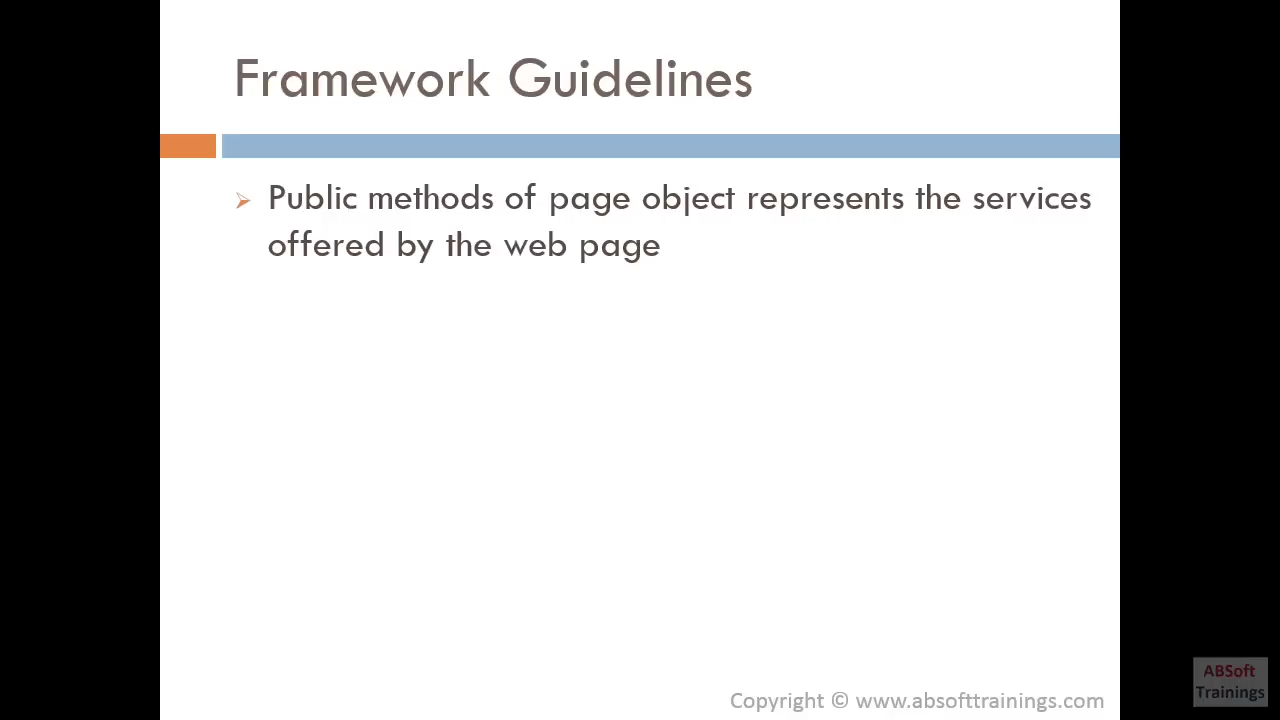 Framework Guidelines
Public methods of page object represents the services
offered by the web page
Copyright © www.absofttrainings.com
ABSoft
Trainings